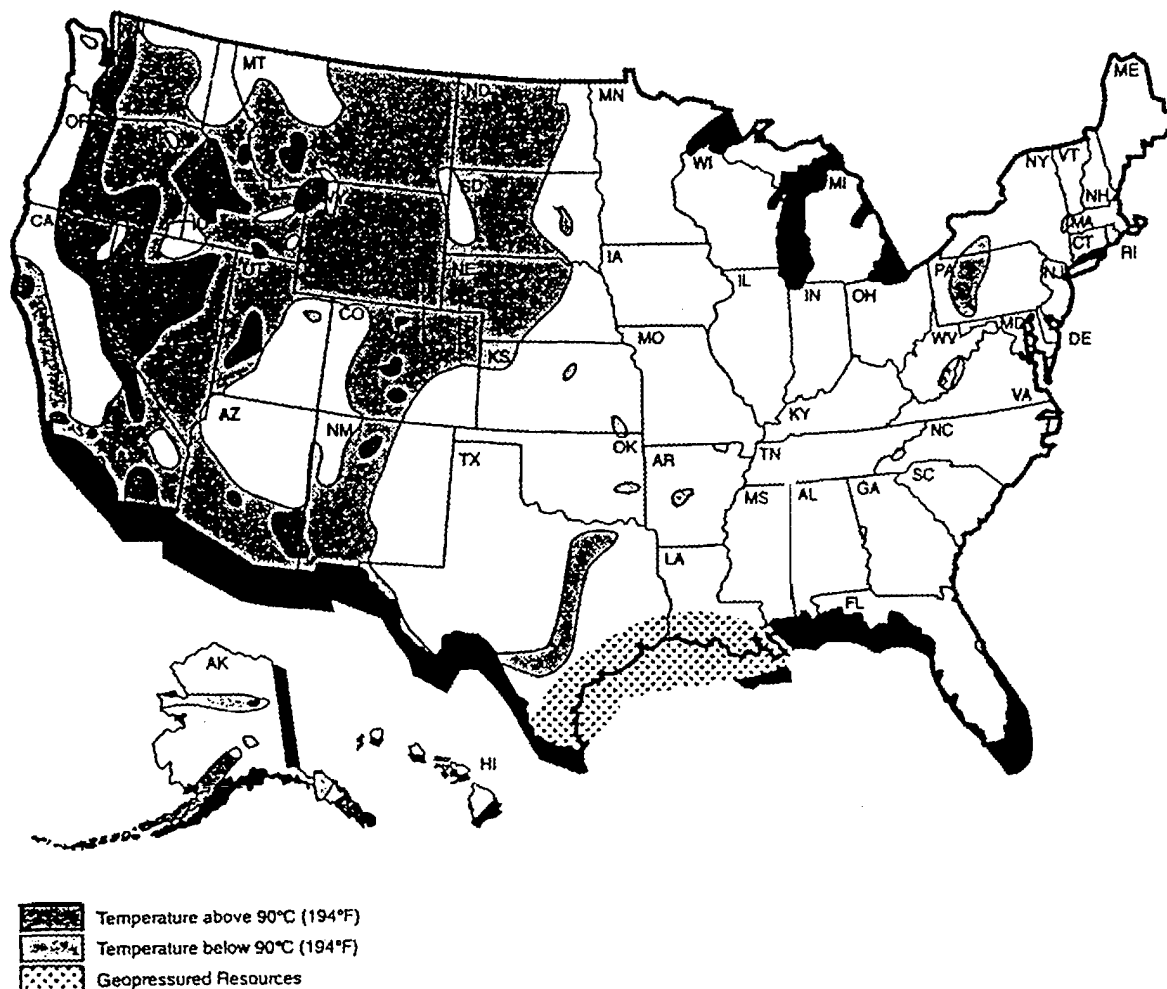 MT
ND
MN
ME
OR
WI
MI
NY
VT
NH
SD
CA
MA
CT
RI
IA
NE
UT
PA
NJ
IL
IN
OH
CO
MO
WV
MD
DE
KS
KY
VA
AZ
NM
OK
TX
AR
TN
NC
SC
MS
AL
GA
LA
FL
AK
HI
Temperature above 90°C (194°F)
Temperature below 90°C (194°F)
Geopressured Resources